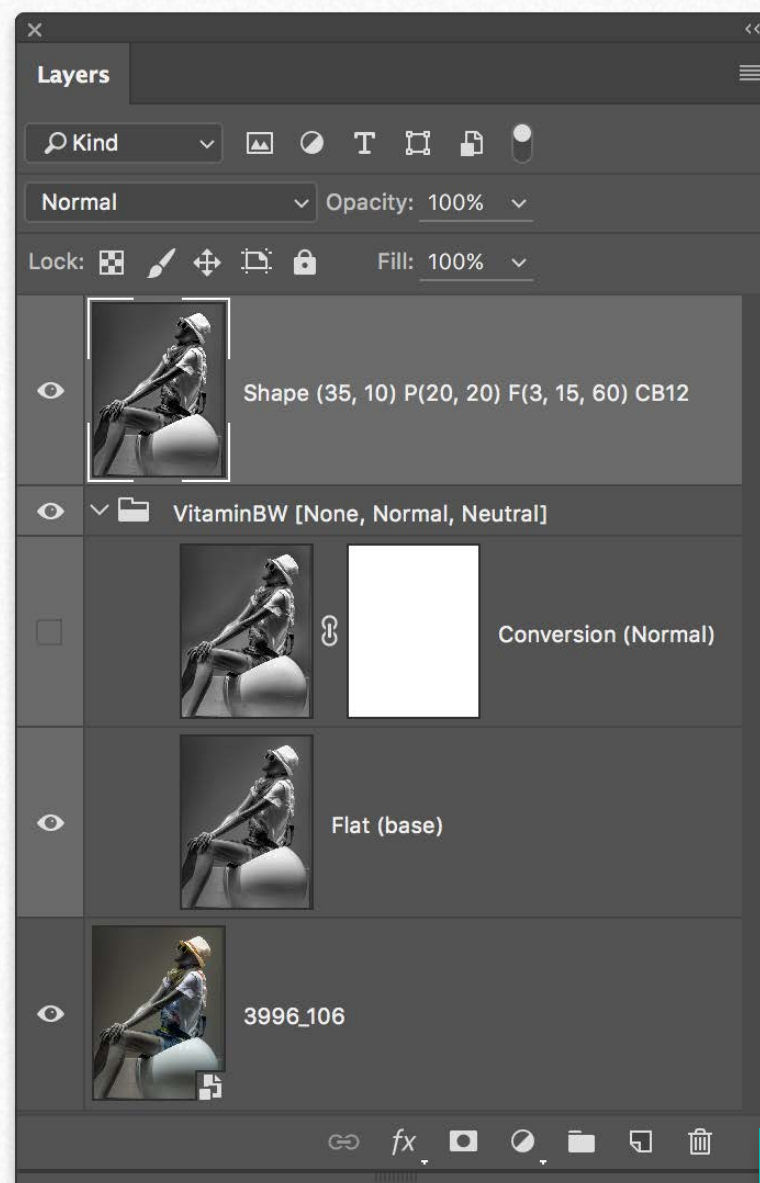 Layers
Kind
Normal Opacity: 100%
Lock: Fill: 100%
Shape (35, 10) P(20, 20) F(3, 15, 60) CB12
VitaminBW [None, Normal, Neutral]
Conversion (Normal)
Flat (base)
3996_106
fx